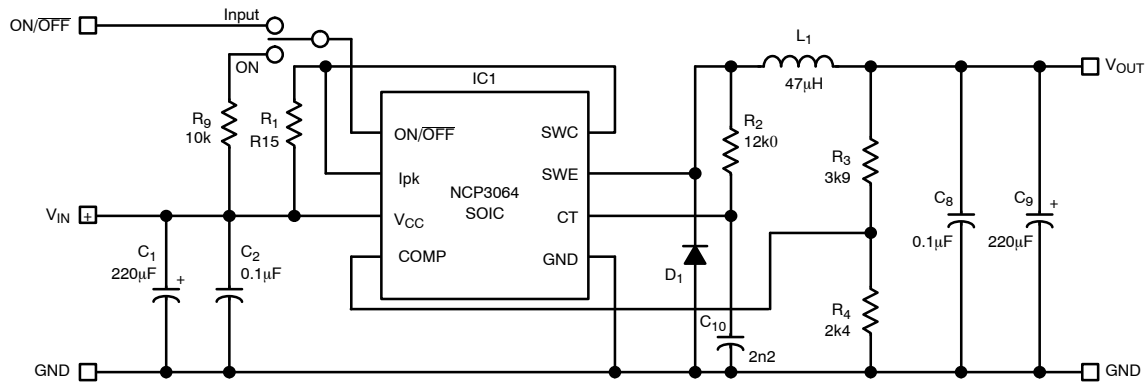 ON/OFF
Input
ON
R9
10k
R1
R15
IC1
ON/OFF
Ipk
VCC
COMP
NCP3064
SOIC
SWC
SWE
CT
GND
L1
47µH
R2
12k0
R3
3k9
R4
2k4
D1
C10
2n2
C8
0.1µF
C9
+
220µF
VOUT
VIN
+
C1
220µF
+
C2
0.1µF
GND
GND